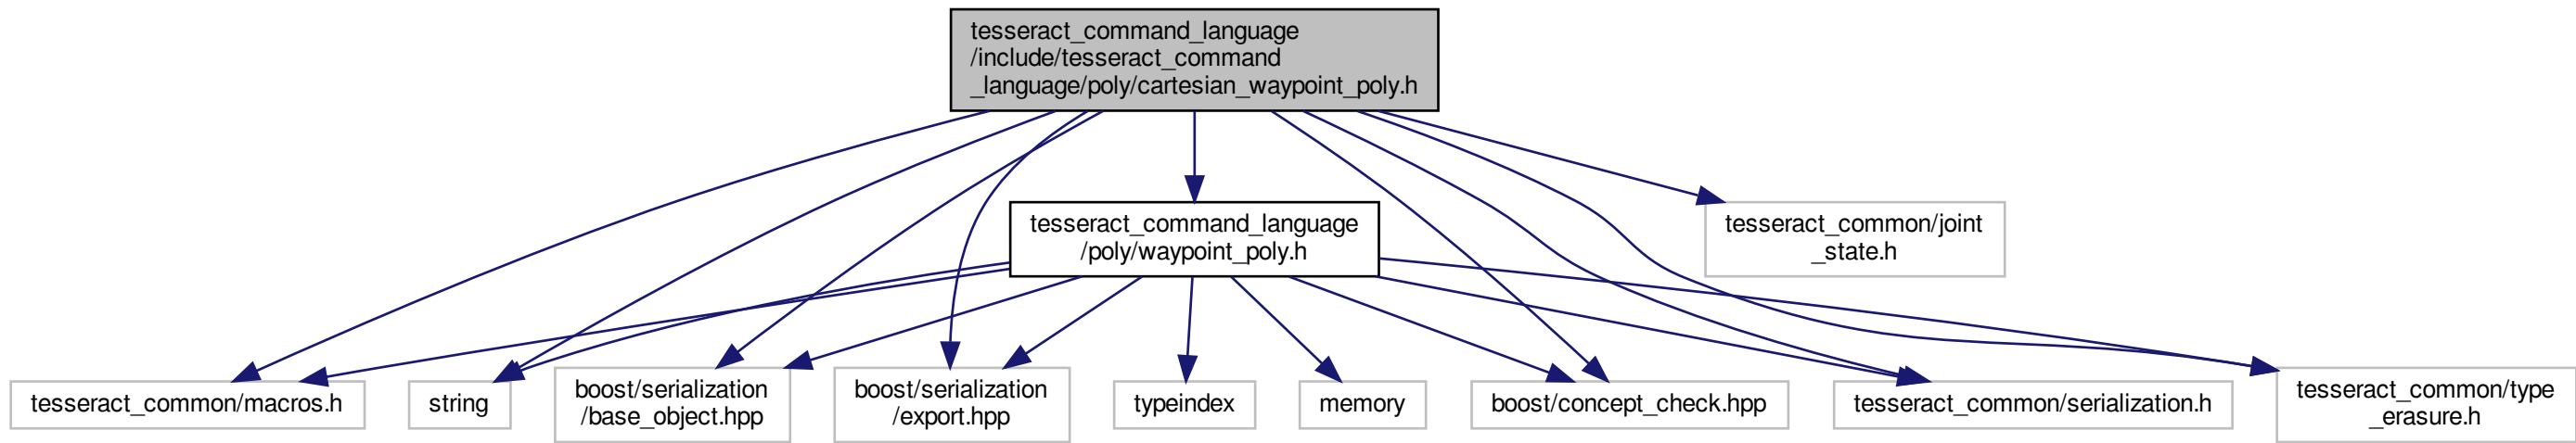 tesseract_command_language
/include/tesseract_command
_language/poly/cartesian_waypoint_poly.h
tesseract_command_language
/poly/waypoint_poly.h
tesseract_common/joint
_state.h
tesseract_common/macros.h
string
boost/serialization
/base_object.hpp
boost/serialization
/export.hpp
typeindex
memory
boost/concept_check.hpp
tesseract_common/serialization.h
tesseract_common/type
_erasure.h